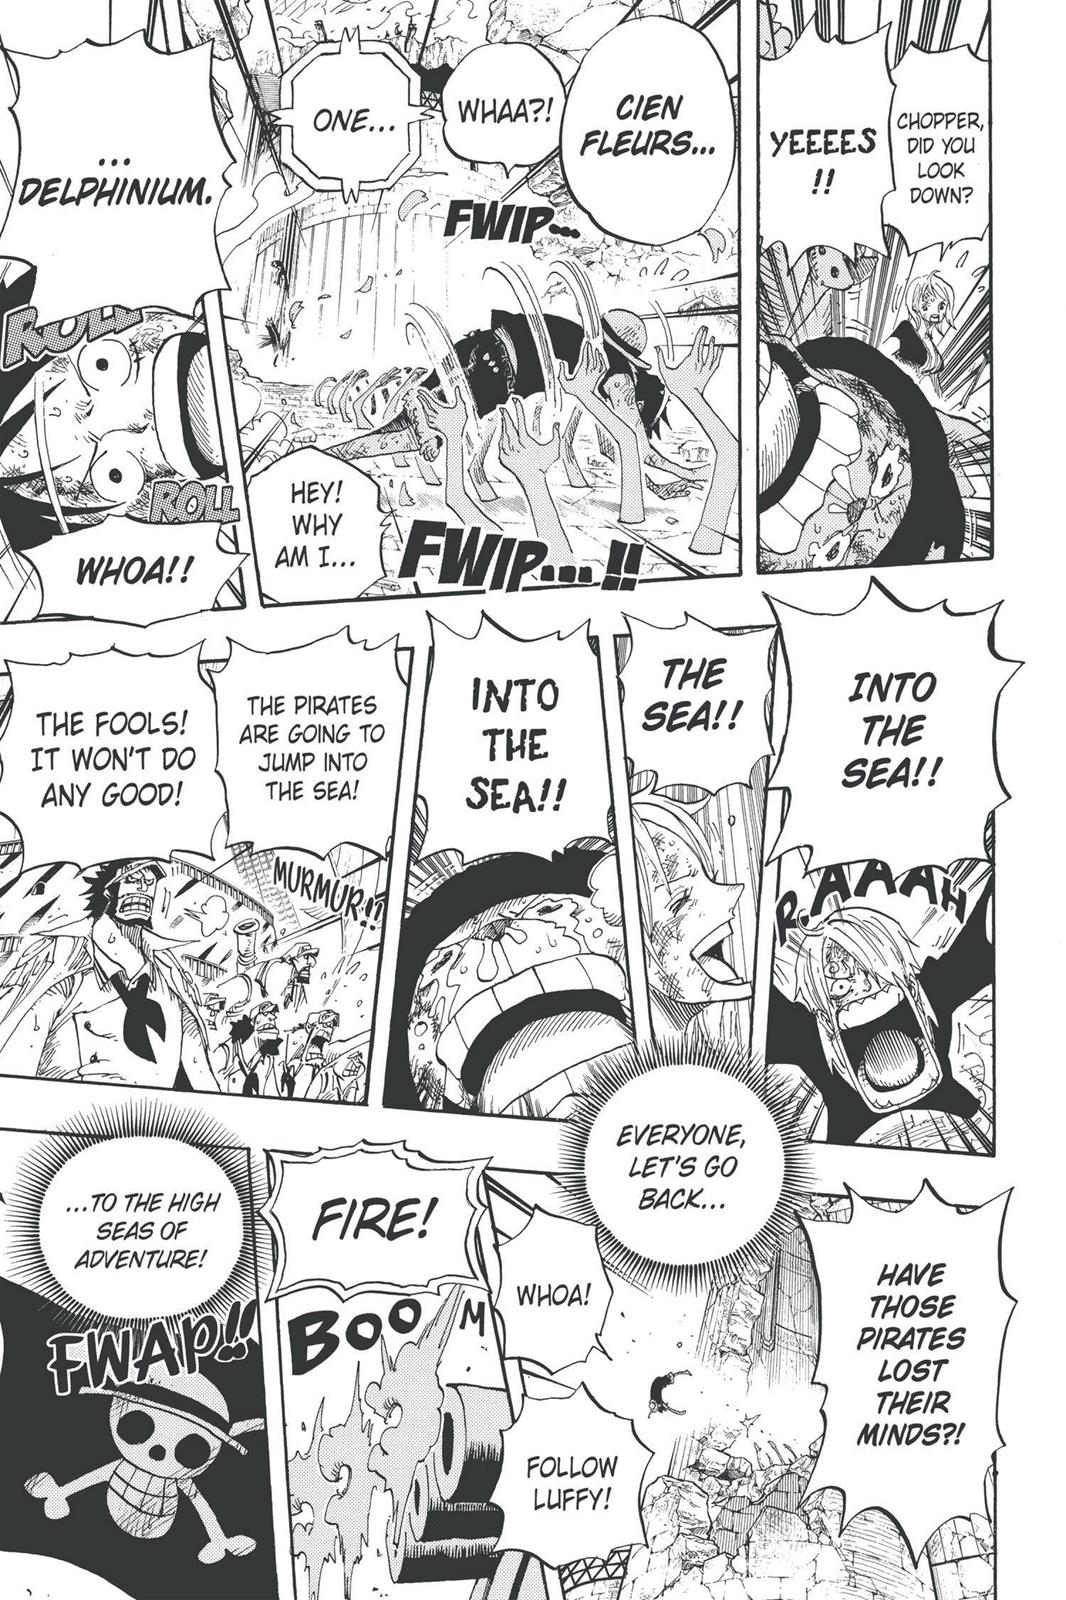 CHOPPER,
DID YOU
LOOK
DOWN?
YEEEES
!!
CIEN
FLEURS...
WHAA?!
ONE...
FWIP...
HEY!
WHY
AM I...
FWIP...!!
...
DELPHINIUM.
ROLL
ROLL
WHOA!!
INTO
THE
SEA!!
RAAAAH
THE
SEA!!
INTO
THE
SEA!!
THE PIRATES
ARE GOING TO
JUMP INTO
THE SEA!
MURMUR!!
THE FOOLS!
IT WON'T DO
ANY GOOD!
HAVE
THOSE
PIRATES
LOST
THEIR
MINDS?!
EVERYONE,
LET'S GO
BACK...
WHOA!
FOLLOW
LUFFY!
FIRE!
BOOM
...TO THE HIGH
SEAS OF
ADVENTURE!
FWAP!!